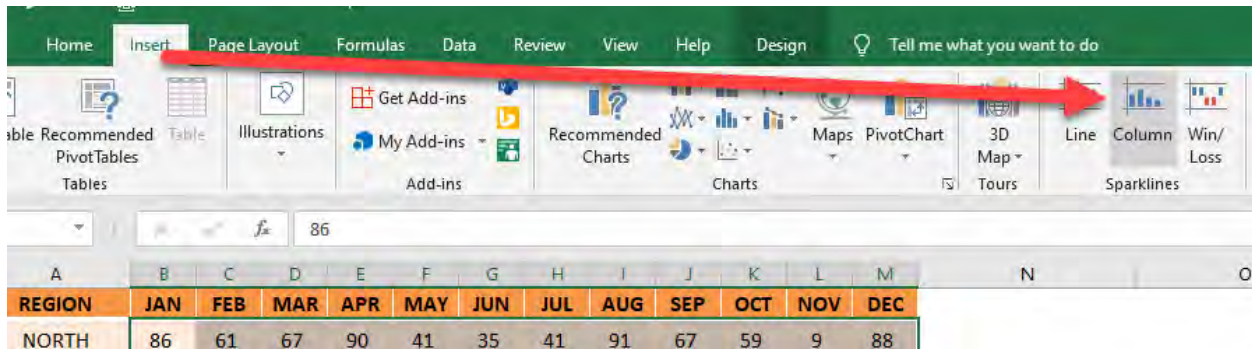 Home Insert Page Layout Formulas Data Review View Help Design Tell me what you want to do
Recommended PivotTables
Table
Illustrations
Get Add-ins
My Add-ins
Recommended Charts
Maps
PivotChart
3D Map
Line
Column
Win/ Loss
Tables
Add-ins
Charts
Tours
Sparklines
fx 86
A B C D E F G H I J K L M N O
REGION JAN FEB MAR APR MAY JUN JUL AUG SEP OCT NOV DEC
NORTH 86 61 67 90 41 35 41 91 67 59 9 88